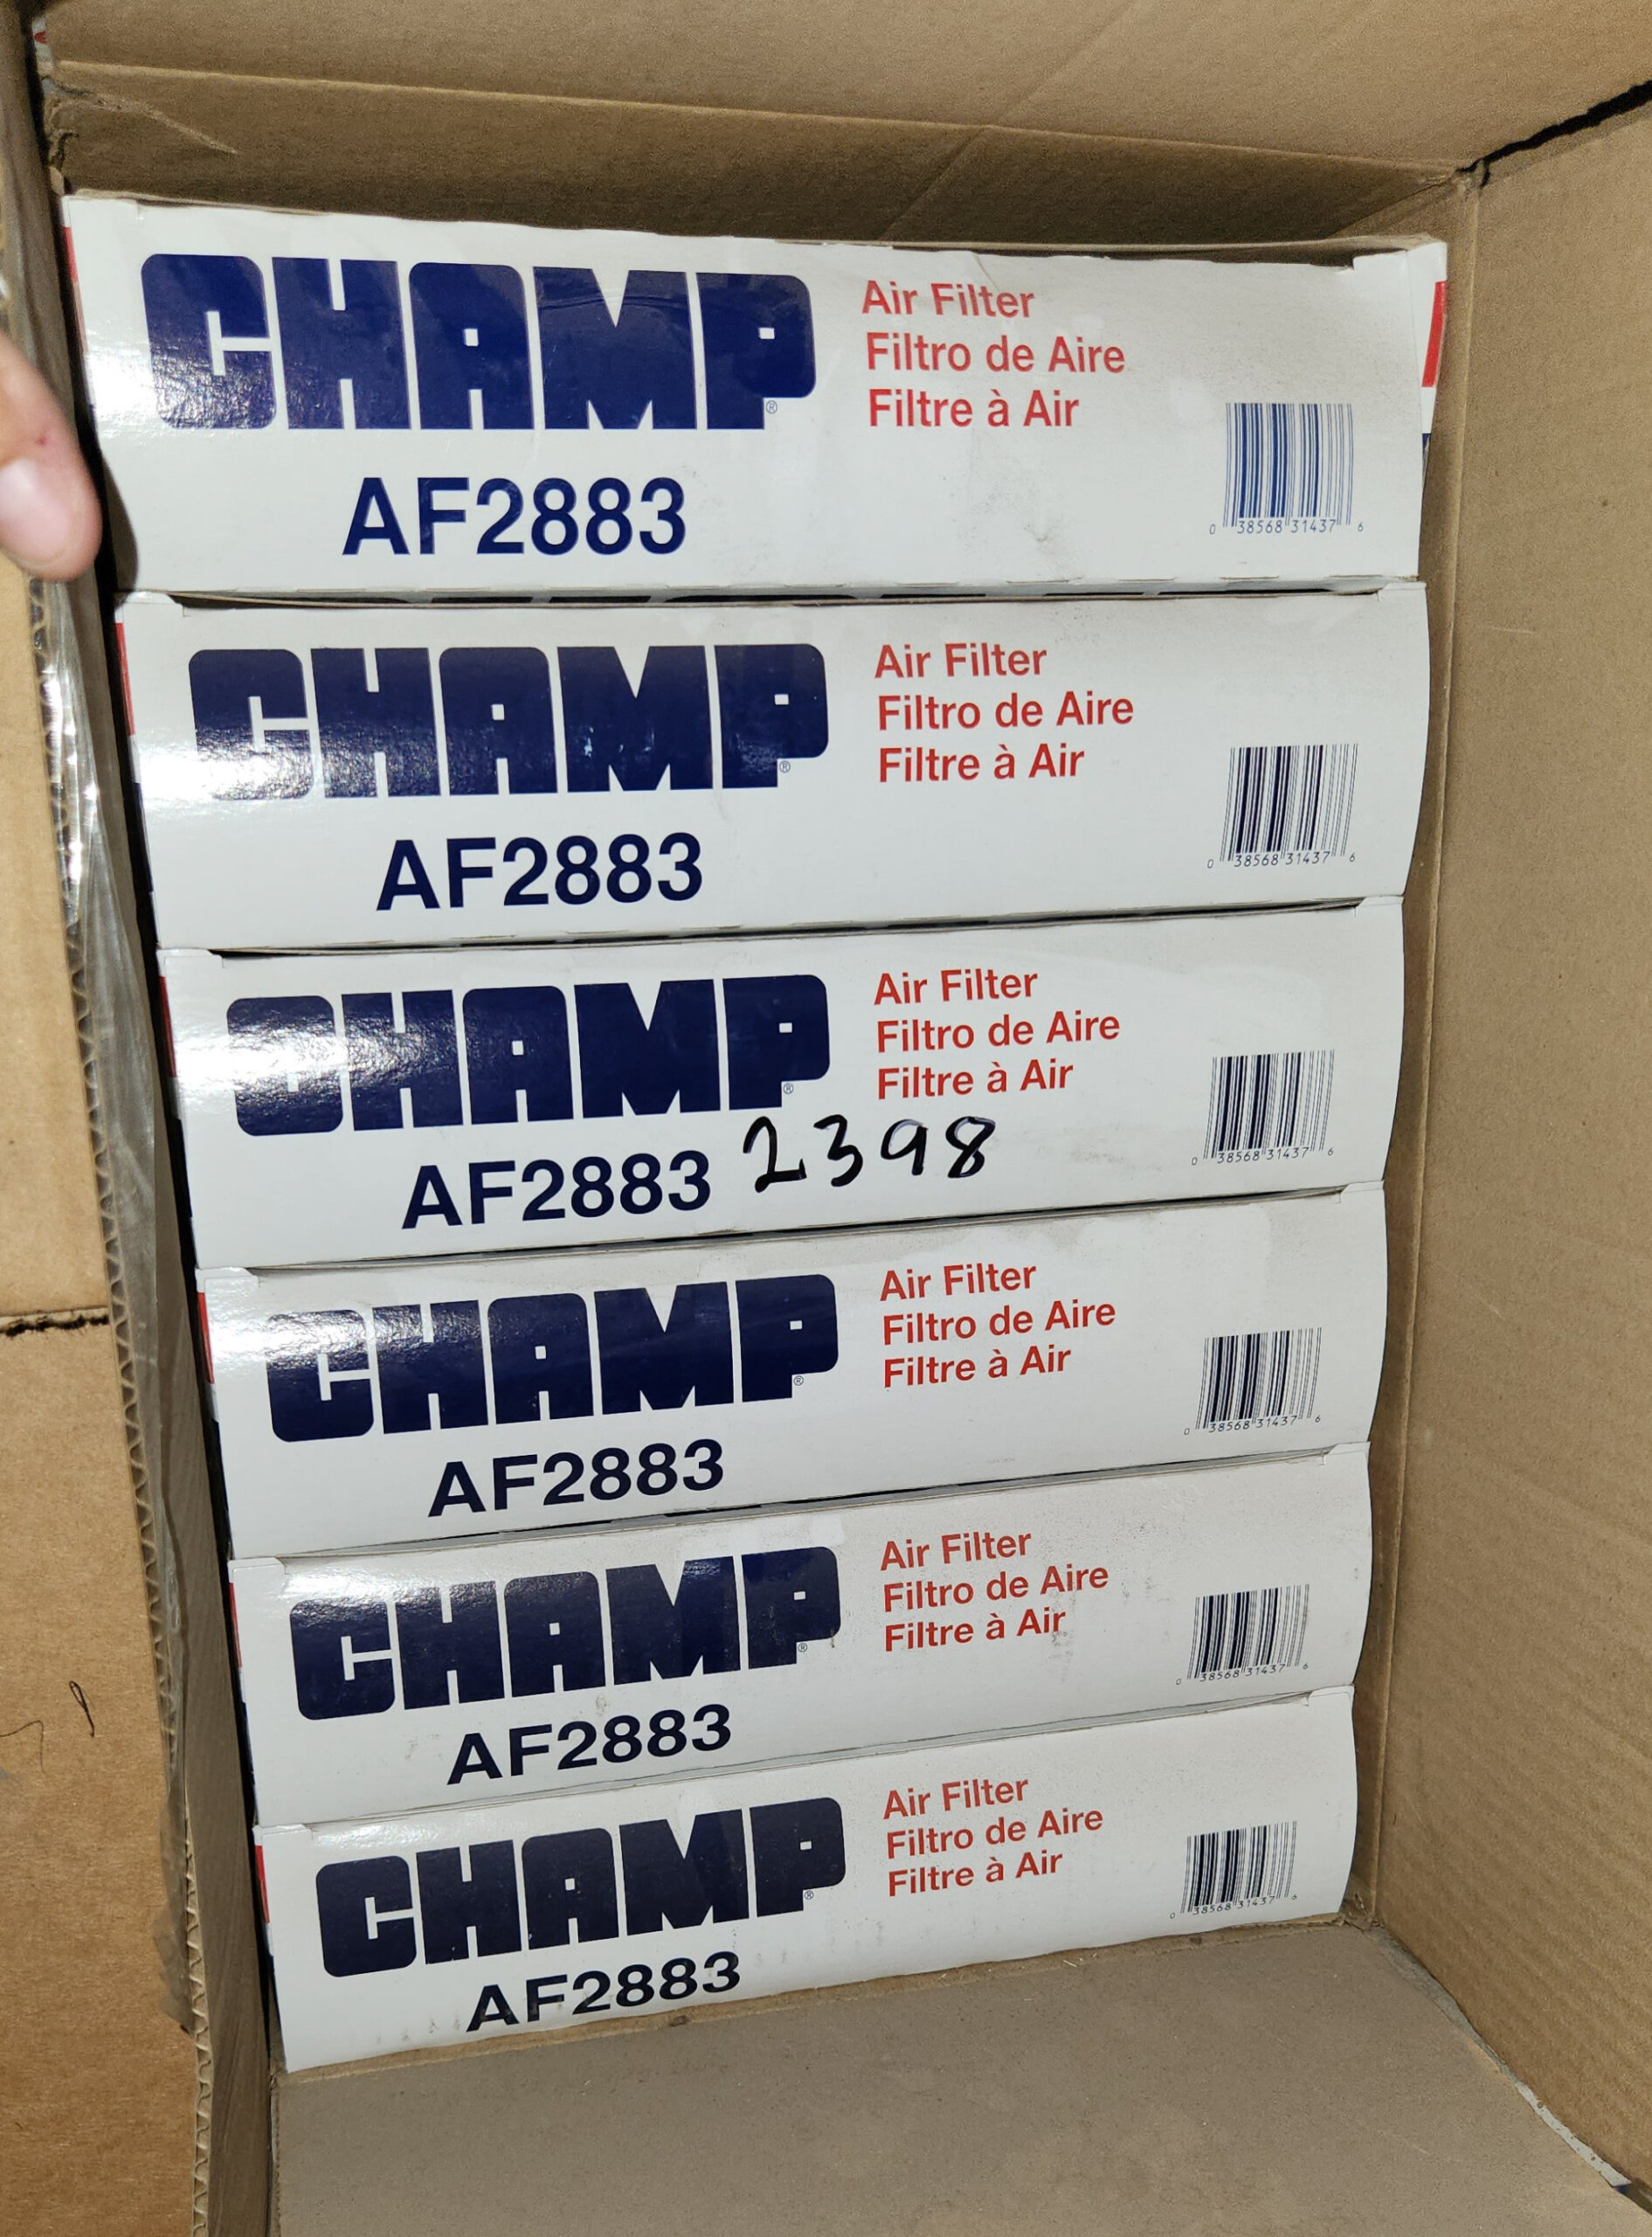 CHAMP®
Air Filter
Filtro de Aire
Filtre à Air
AF2883
0 38568 31437 6
CHAMP®
Air Filter
Filtro de Aire
Filtre à Air
AF2883
0 38568 31437 6
CHAMP®
Air Filter
Filtro de Aire
Filtre à Air
AF2883 2398
0 38568 31437 6
CHAMP®
Air Filter
Filtro de Aire
Filtre à Air
AF2883
0 38568 31437 6
CHAMP®
Air Filter
Filtro de Aire
Filtre à Air
AF2883
0 38568 31437 6
CHAMP®
Air Filter
Filtro de Aire
Filtre à Air
AF2883
0 38568 31437 6